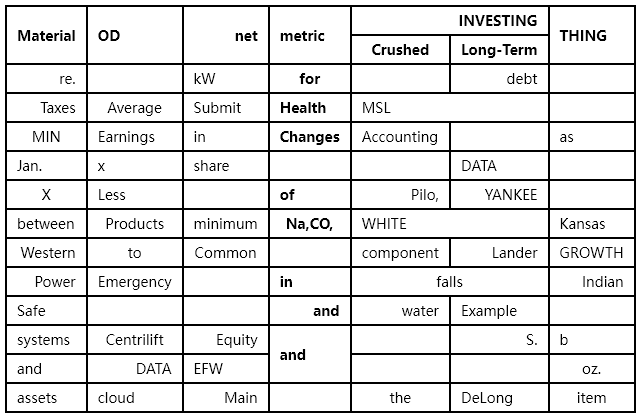 Material OD net metric INVESTING THING
Crushed Long-Term
re. kW for debt
Taxes Average Submit Health MSL
MIN Earnings in Changes Accounting as
Jan. x share DATA
X Less of Pilo, YANKEE
between Products minimum Na,CO, WHITE Kansas
Western to Common component Lander GROWTH
Power Emergency in falls Indian
Safe and water Example
systems Centrilift Equity and S. b
and DATA EFW oz.
assets cloud Main the DeLong item